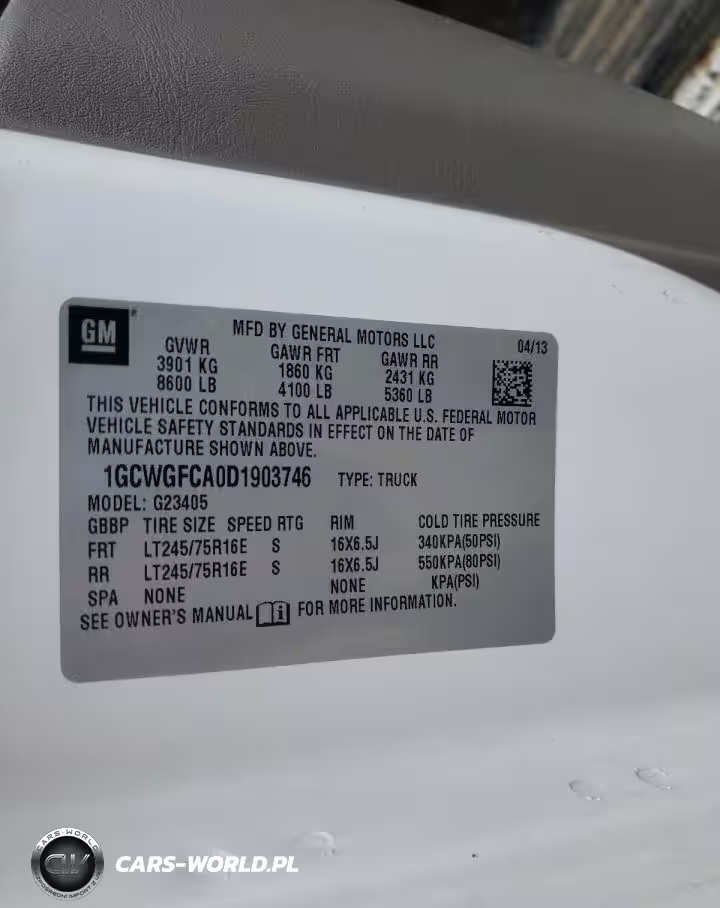 GM
MFD BY GENERAL MOTORS LLC
04/13
GVWR GAWR FRT GAWR RR
3901 KG 1860 KG 2431 KG
8600 LB 4100 LB 5360 LB
THIS VEHICLE CONFORMS TO ALL APPLICABLE U.S. FEDERAL MOTOR
VEHICLE SAFETY STANDARDS IN EFFECT ON THE DATE OF
MANUFACTURE SHOWN ABOVE.
1GCWGFCA0D1903746 TYPE: TRUCK
MODEL: G23405
GBBP TIRE SIZE SPEED RTG RIM COLD TIRE PRESSURE
FRT LT245/75R16E S 16X6.5J 340KPA(50PSI)
RR LT245/75R16E S 16X6.5J 550KPA(80PSI)
SPA NONE NONE KPA(PSI)
SEE OWNER'S MANUAL FOR MORE INFORMATION.
CARS-WORLD
CW
CARS-WORLD.PL